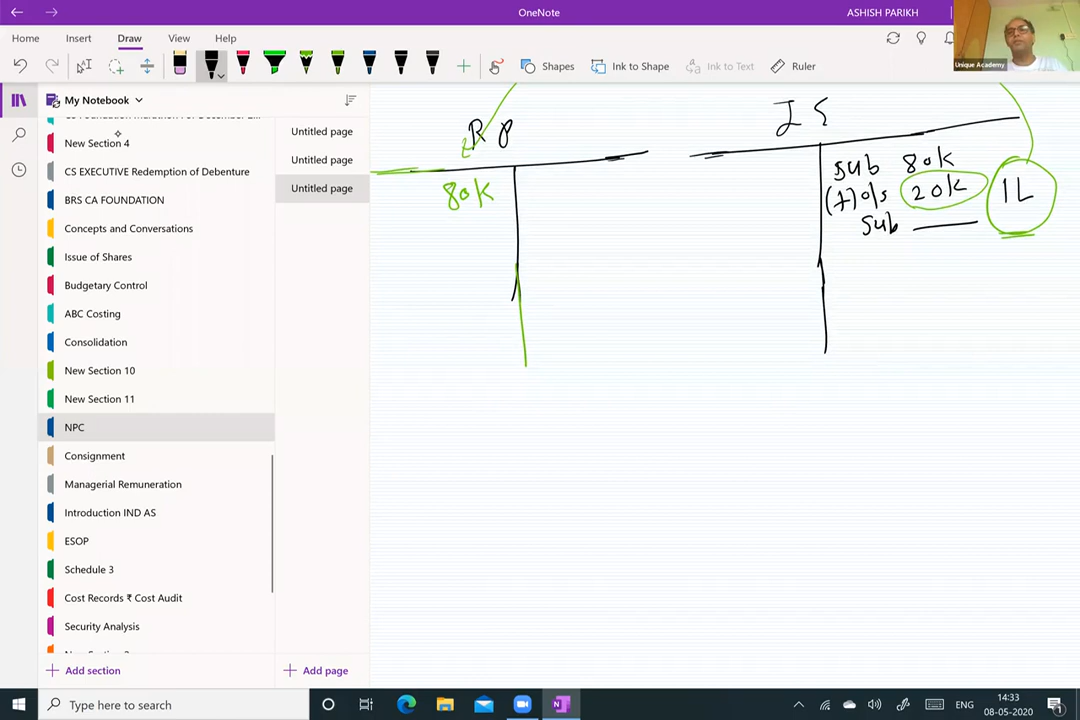 OneNote
ASHISH PARIKH
Unique Academy
Home Insert Draw View Help
Shapes Ink to Shape Ink to Text Ruler
My Notebook
New Section 4
CS EXECUTIVE Redemption of Debenture
BRS CA FOUNDATION
Concepts and Conversations
Issue of Shares
Budgetary Control
ABC Costing
Consolidation
New Section 10
New Section 11
NPC
Consignment
Managerial Remuneration
Introduction IND AS
ESOP
Schedule 3
Cost Records ₹ Cost Audit
Security Analysis
Add section
Untitled page
Untitled page
Untitled page
Add page
R P
80K
I E
Sub 80K
(+) o/s 20K 1L
Sub
Type here to search
ENG
14:33
08-05-2020
1